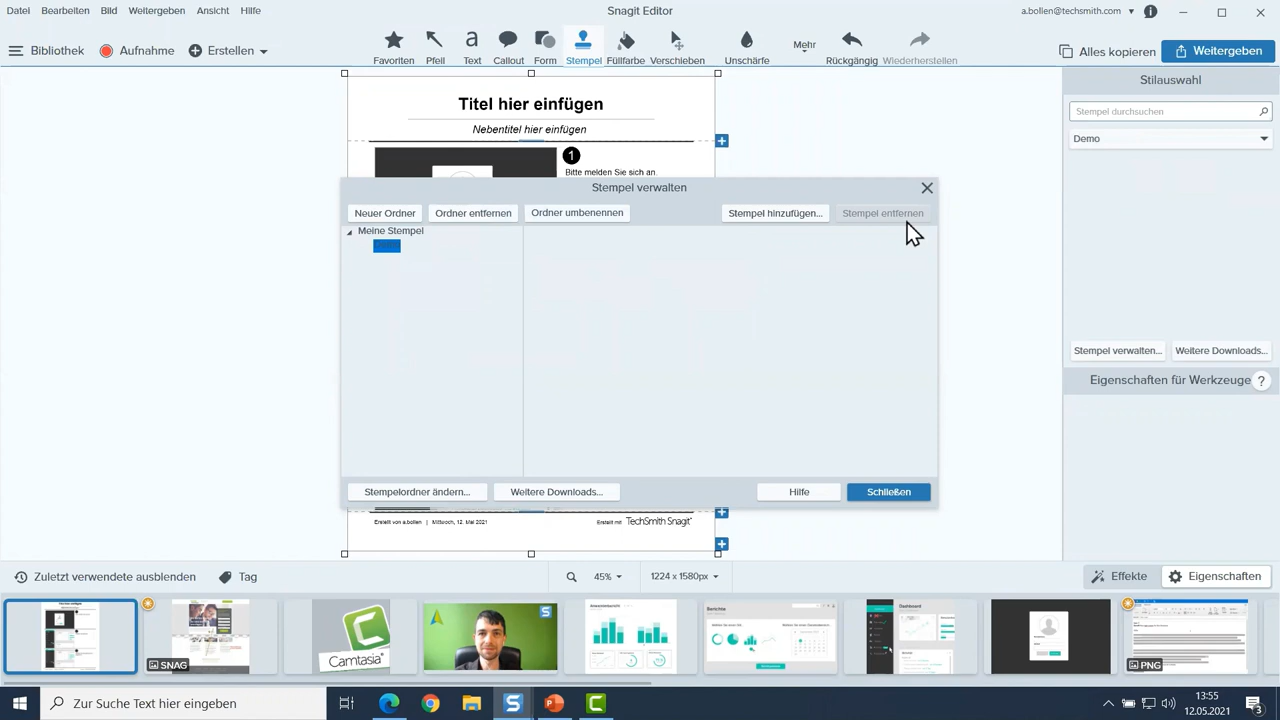 Datei Bearbeiten Bild Weitergeben Ansicht Hilfe
Snagit Editor
a.bollen@techsmith.com
Bibliothek Aufnahme Erstellen
Favoriten Pfeil Text Callout Form Stempel Füllfarbe Verschieben Unschärfe Mehr Rückgängig Wiederherstellen
Alles kopieren Weitergeben
Stilauswahl
Stempel durchsuchen
Demo
Titel hier einfügen
Nebentitel hier einfügen
1
Bitte melden Sie sich an.
Stempel verwalten
Neuer Ordner Ordner entfernen Ordner umbenennen Stempel hinzufügen... Stempel entfernen
Meine Stempel
Stempel verwalten... Weitere Downloads...
Eigenschaften für Werkzeuge ?
Stempelordner ändern... Weitere Downloads... Hilfe Schließen
Erstellt von a.bollen | Mittwoch, 12. Mai 2021 Erstellt mit TechSmith Snagit
Zuletzt verwendete ausblenden Tag 45% 1224 x 1580px Effekte Eigenschaften
SNAG
Camtasia
S
Dashboard
Berichte
PNG
Zur Suche Text hier eingeben
13:55
12.05.2021
3